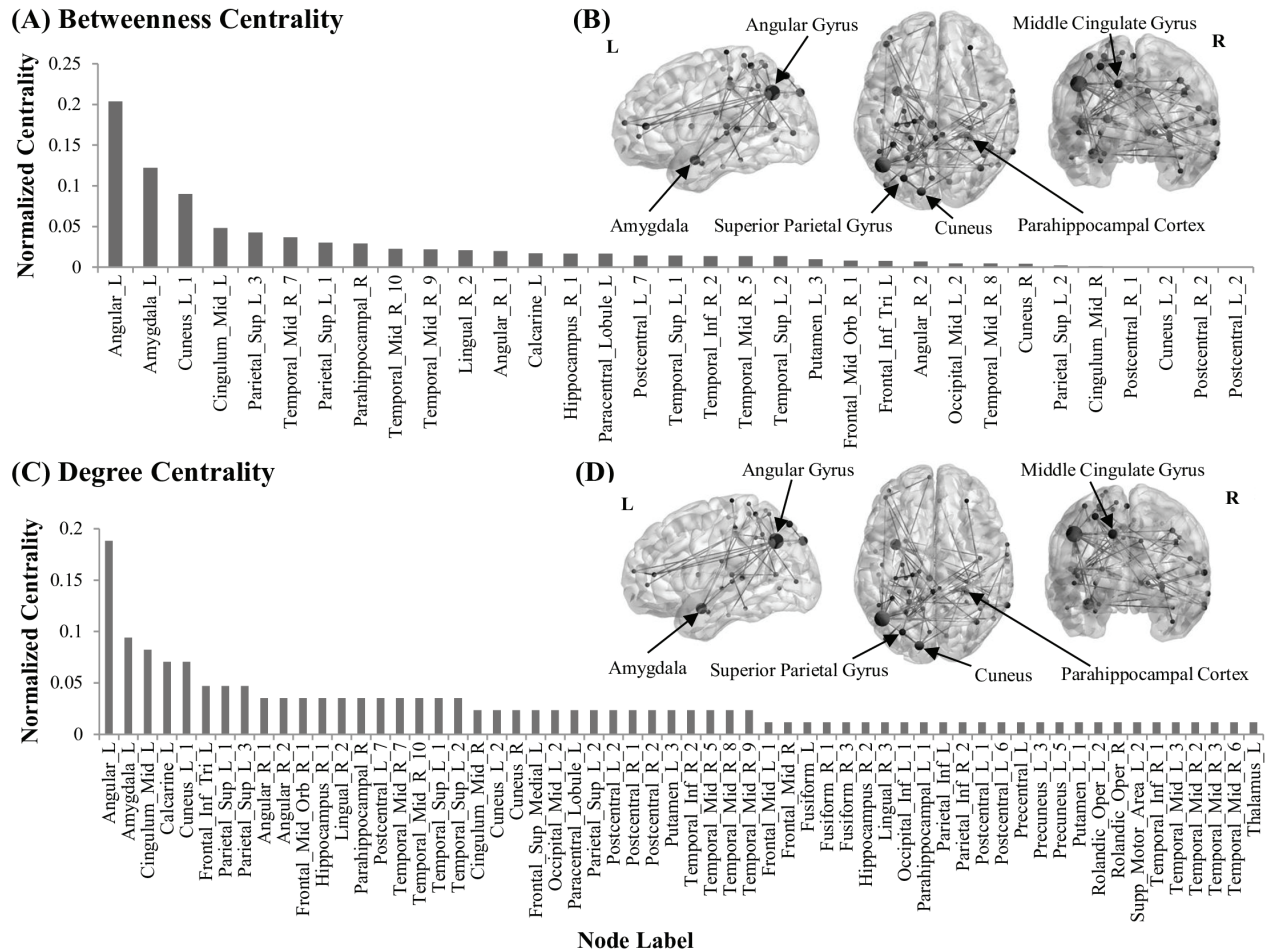 (A) Betweenness Centrality
(B)
Angular Gyrus
Middle Cingulate Gyrus
L
R
Normalized Centrality
0.25
0.2
0.15
0.1
0.05
0
Amygdala
Superior Parietal Gyrus
Cuneus
Parahippocampal Cortex
Angular_L
Amygdala_L
Cuneus_L_1
Cingulum_Mid_L
Parietal_Sup_L_3
Temporal_Mid_R_7
Parietal_Sup_L_1
Parahippocampal_R
Temporal_Mid_R_10
Temporal_Mid_R_9
Lingual_R_2
Angular_R_1
Calcarine_L
Hippocampus_R_1
Paracentral_Lobule_L
Postcentral_L_7
Temporal_Sup_L_1
Temporal_Inf_R_2
Temporal_Mid_R_5
Temporal_Sup_L_2
Putamen_L_3
Frontal_Mid_Orb_R_1
Frontal_Inf_Tri_L
Angular_R_2
Occipital_Mid_L_2
Temporal_Mid_R_8
Cuneus_R
Parietal_Sup_L_2
Cingulum_Mid_R
Postcentral_R_1
Cuneus_L_2
Postcentral_R_2
Postcentral_L_2
(C) Degree Centrality
(D)
Angular Gyrus
Middle Cingulate Gyrus
L
R
Normalized Centrality
0.2
0.15
0.1
0.05
0
Amygdala
Superior Parietal Gyrus
Cuneus
Parahippocampal Cortex
Angular_L
Amygdala_L
Cingulum_Mid_L
Calcarine_L
Cuneus_L_1
Frontal_Inf_Tri_L
Parietal_Sup_L_1
Parietal_Sup_L_3
Angular_R_1
Angular_R_2
Frontal_Mid_Orb_R_1
Hippocampus_R_1
Lingual_R_2
Parahippocampal_R
Postcentral_L_7
Temporal_Mid_R_7
Temporal_Mid_R_10
Temporal_Sup_L_1
Temporal_Sup_L_2
Cingulum_Mid_R
Cuneus_L_2
Cuneus_R
Frontal_Sup_Medial_L
Occipital_Mid_L_2
Paracentral_Lobule_L
Parietal_Sup_L_2
Postcentral_L_2
Postcentral_R_1
Postcentral_R_2
Putamen_L_3
Temporal_Inf_R_2
Temporal_Mid_R_5
Temporal_Mid_R_8
Temporal_Mid_R_9
Frontal_Mid_L_1
Frontal_Mid_R
Fusiform_L
Fusiform_R_1
Fusiform_R_3
Hippocampus_R_2
Lingual_R_3
Occipital_Inf_L_1
Parahippocampal_L_1
Parietal_Inf_L
Parietal_Inf_R_2
Postcentral_L_1
Postcentral_L_6
Precentral_L
Precuneus_L_3
Precuneus_L_5
Putamen_L_1
Rolandic_Oper_L_2
Rolandic_Oper_R
Supp_Motor_Area_L_2
Temporal_Inf_R_1
Temporal_Mid_L_3
Temporal_Mid_R_2
Temporal_Mid_R_3
Temporal_Mid_R_6
Thalamus_L
Node Label